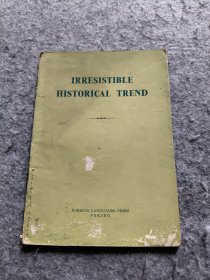 IRRESISTIBLE
HISTORICAL TREND
FOREIGN LANGUAGES PRESS
PEKING